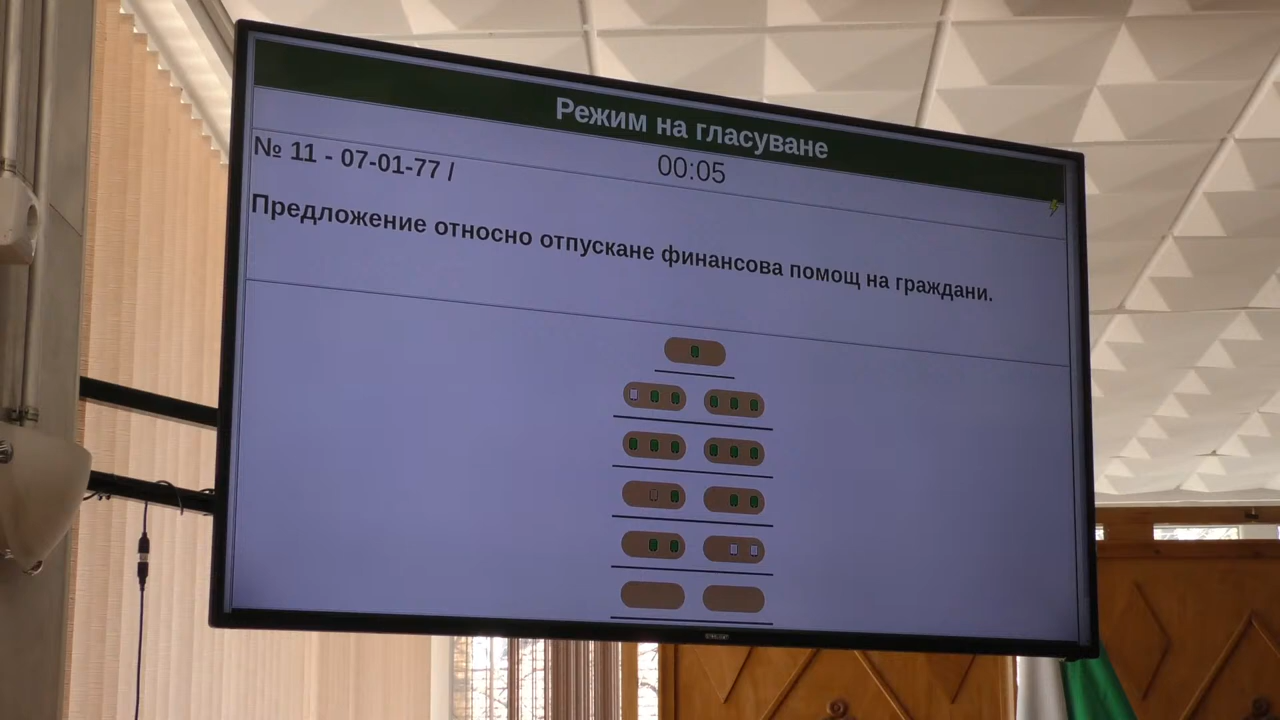 Режим на гласуване
00:05
№ 11 - 07-01-77 /
Предложение относно отпускане финансова помощ на граждани.